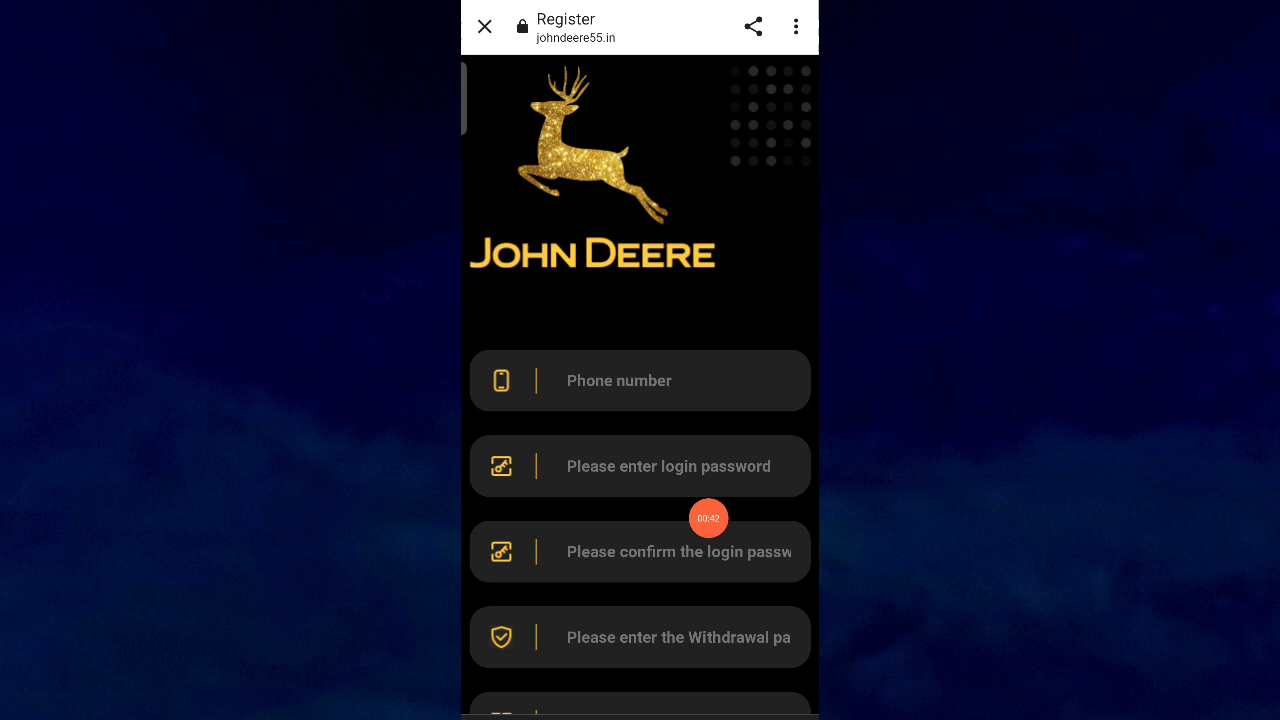 Register
johndeere55.in
JOHN DEERE
Phone number
Please enter login password
00:42
Please confirm the login passw
Please enter the Withdrawal pa